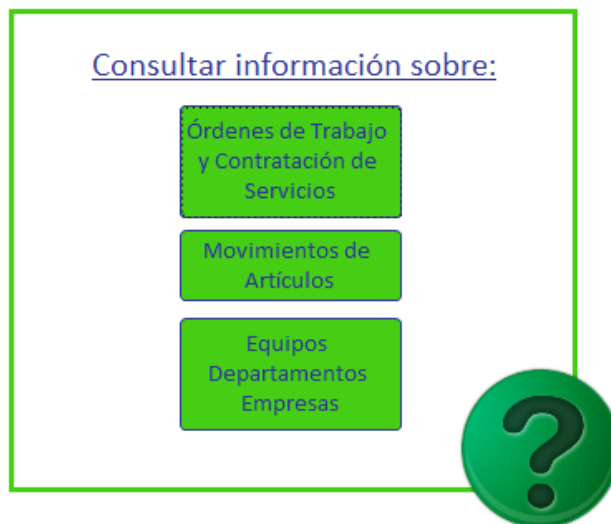 Consultar información sobre:
Órdenes de Trabajo
y Contratación de
Servicios
Movimientos de
Artículos
Equipos
Departamentos
Empresas
?